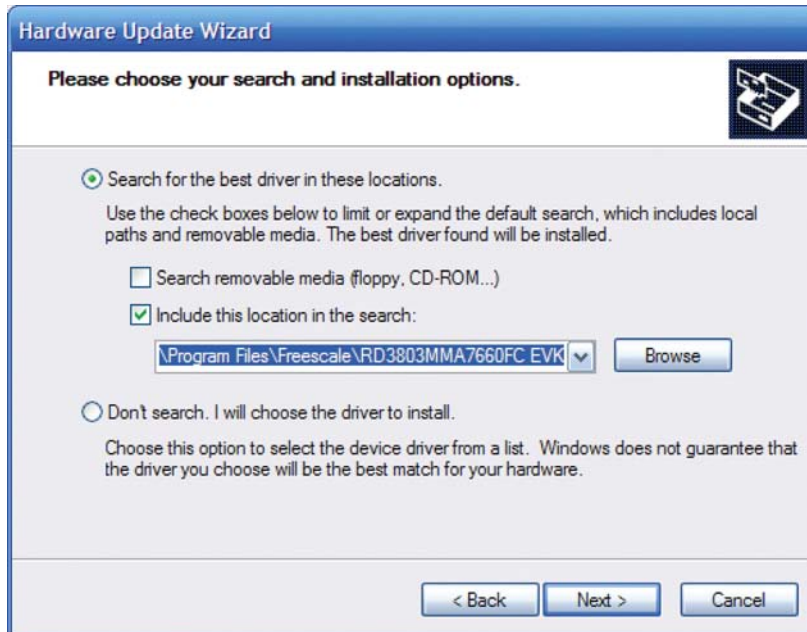 Hardware Update Wizard
Please choose your search and installation options.
Search for the best driver in these locations.
Use the check boxes below to limit or expand the default search, which includes local
paths and removable media. The best driver found will be installed.
Search removable media (floppy, CD-ROM...)
Include this location in the search:
\Program Files\Freescale\RD3803MMA7660FC EVK
Browse
Don't search. I will choose the driver to install.
Choose this option to select the device driver from a list. Windows does not guarantee that
the driver you choose will be the best match for your hardware.
< Back
Next >
Cancel